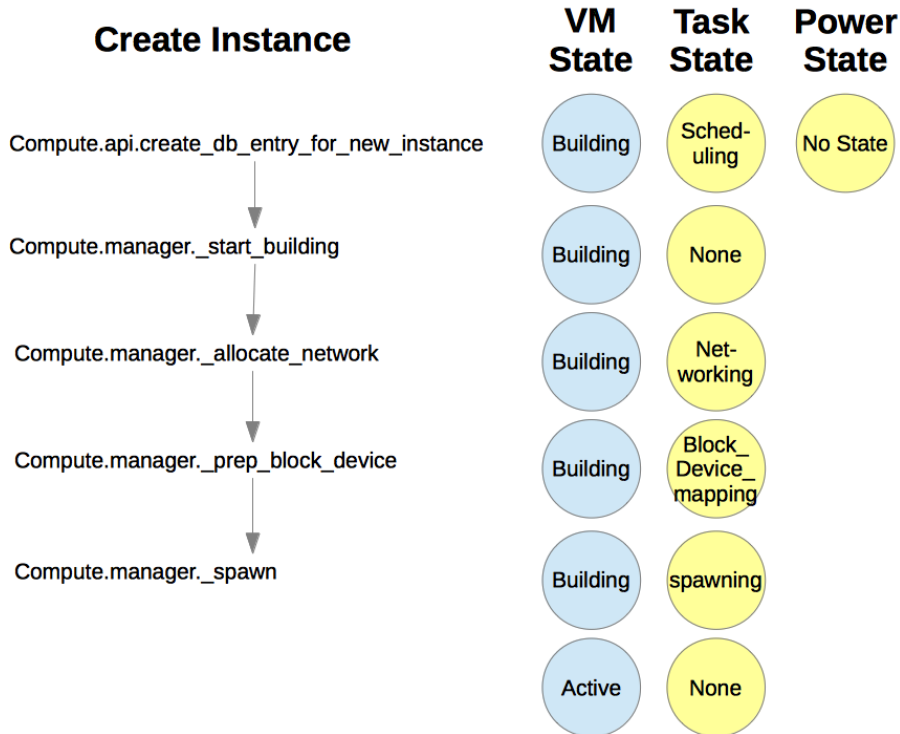 Create Instance
VM
State
Task
State
Power
State
Compute.api.create_db_entry_for_new_instance
Building
Sched-
uling
No State
Compute.manager._start_building
Building
None
Compute.manager._allocate_network
Building
Net-
working
Compute.manager._prep_block_device
Building
Block_
Device_
mapping
Compute.manager._spawn
Building
spawning
Active
None